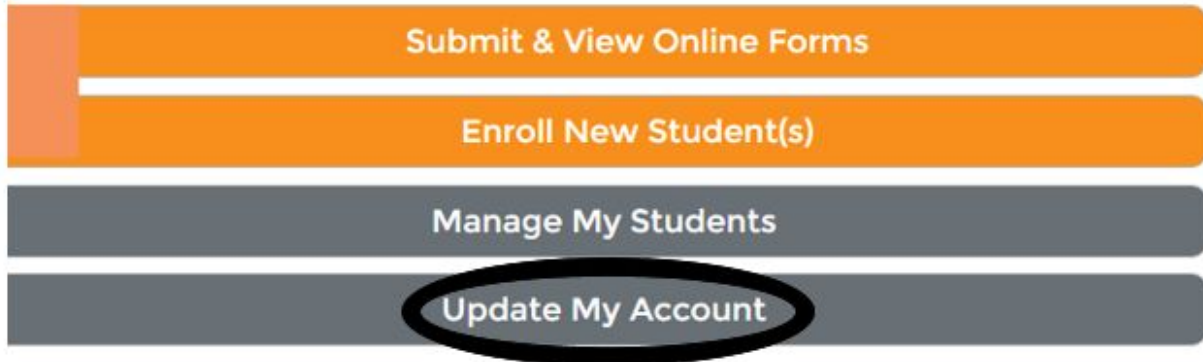 Submit & View Online Forms
Enroll New Student(s)
Manage My Students
Update My Account